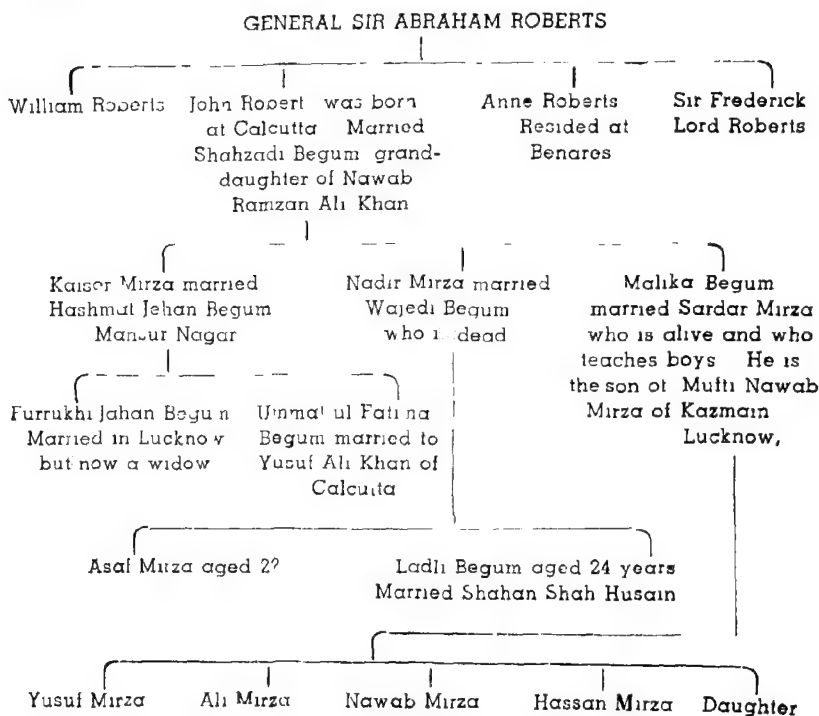 GENERAL SIR ABRAHAM ROBERTS
William Roberts
John Robert was born
at Calcutta Married
Shahzadi Begum grand-
daughter of Nawab
Ramzan Ali Khan
Anne Roberts
Resided at
Benares
Sir Frederick
Lord Roberts
Kaiser Mirza married
Hashmat Jehan Begum
Mansur Nagar
Nadir Mirza married
Wajedi Begum
who is dead
Malika Begum
married Sardar Mirza
who is alive and who
teaches boys He is
the son of Mufti Nawab
Mirza of Kazmain
Lucknow,
Furrukhi Jahan Begum
Married in Lucknow
but now a widow
Ummat ul Fatima
Begum married to
Yusuf Ali Khan of
Calcutta
Asaf Mirza aged 2?
Ladli Begum aged 24 years
Married Shahan Shah Husain
Yusuf Mirza
Ali Mirza
Nawab Mirza
Hassan Mirza
Daughter